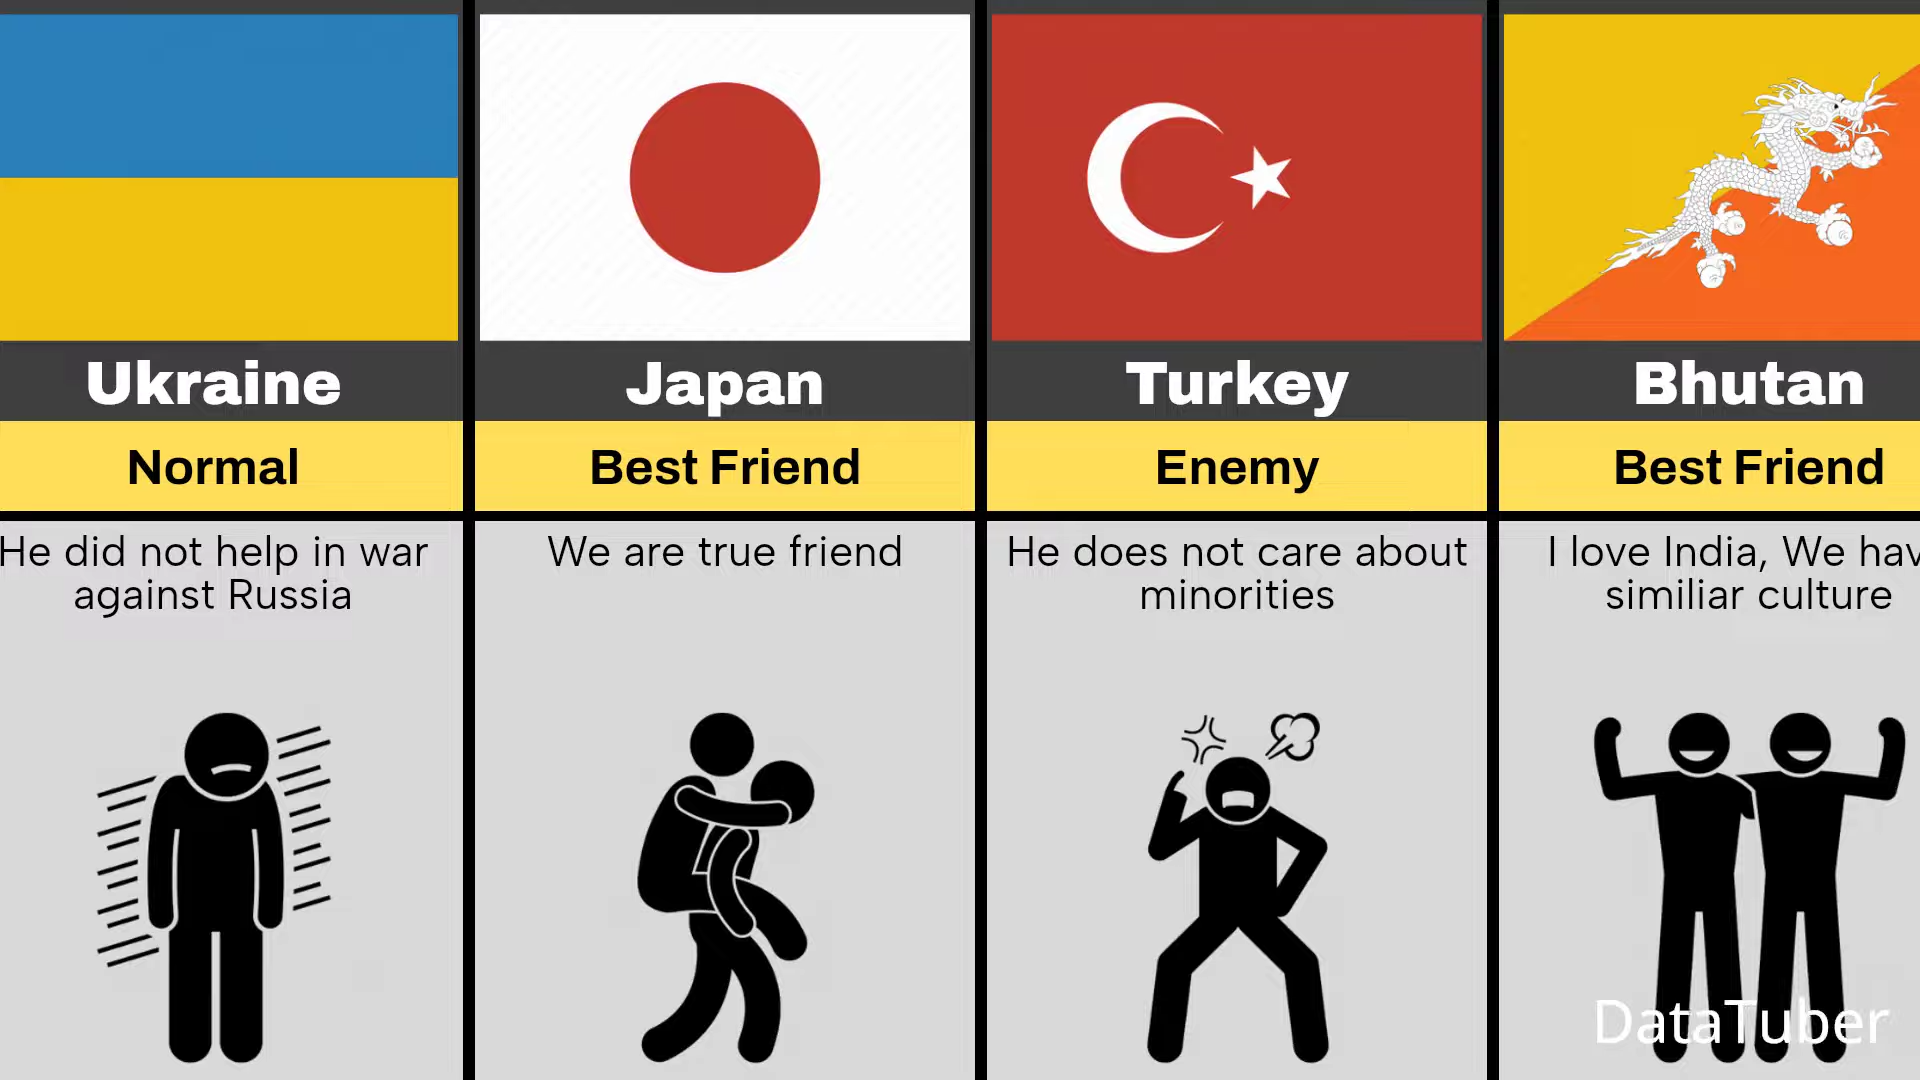 Ukraine
Normal
He did not help in war
against Russia
Japan
Best Friend
We are true friend
Turkey
Enemy
He does not care about
minorities
Bhutan
Best Friend
I love India, We hav
similiar culture
DataTuber